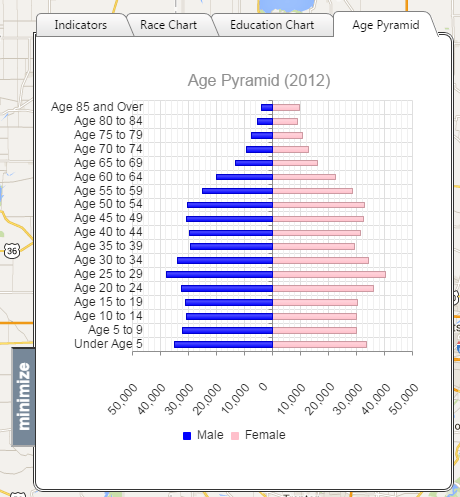 Indicators
Race Chart
Education Chart
Age Pyramid
Age Pyramid (2012)
Age 85 and Over
Age 80 to 84
Age 75 to 79
Age 70 to 74
Age 65 to 69
Age 60 to 64
Age 55 to 59
Age 50 to 54
Age 45 to 49
Age 40 to 44
Age 35 to 39
Age 30 to 34
Age 25 to 29
Age 20 to 24
Age 15 to 19
Age 10 to 14
Age 5 to 9
Under Age 5
50,000
40,000
30,000
20,000
10,000
0
10,000
20,000
30,000
40,000
50,000
Male
Female
minimize
36